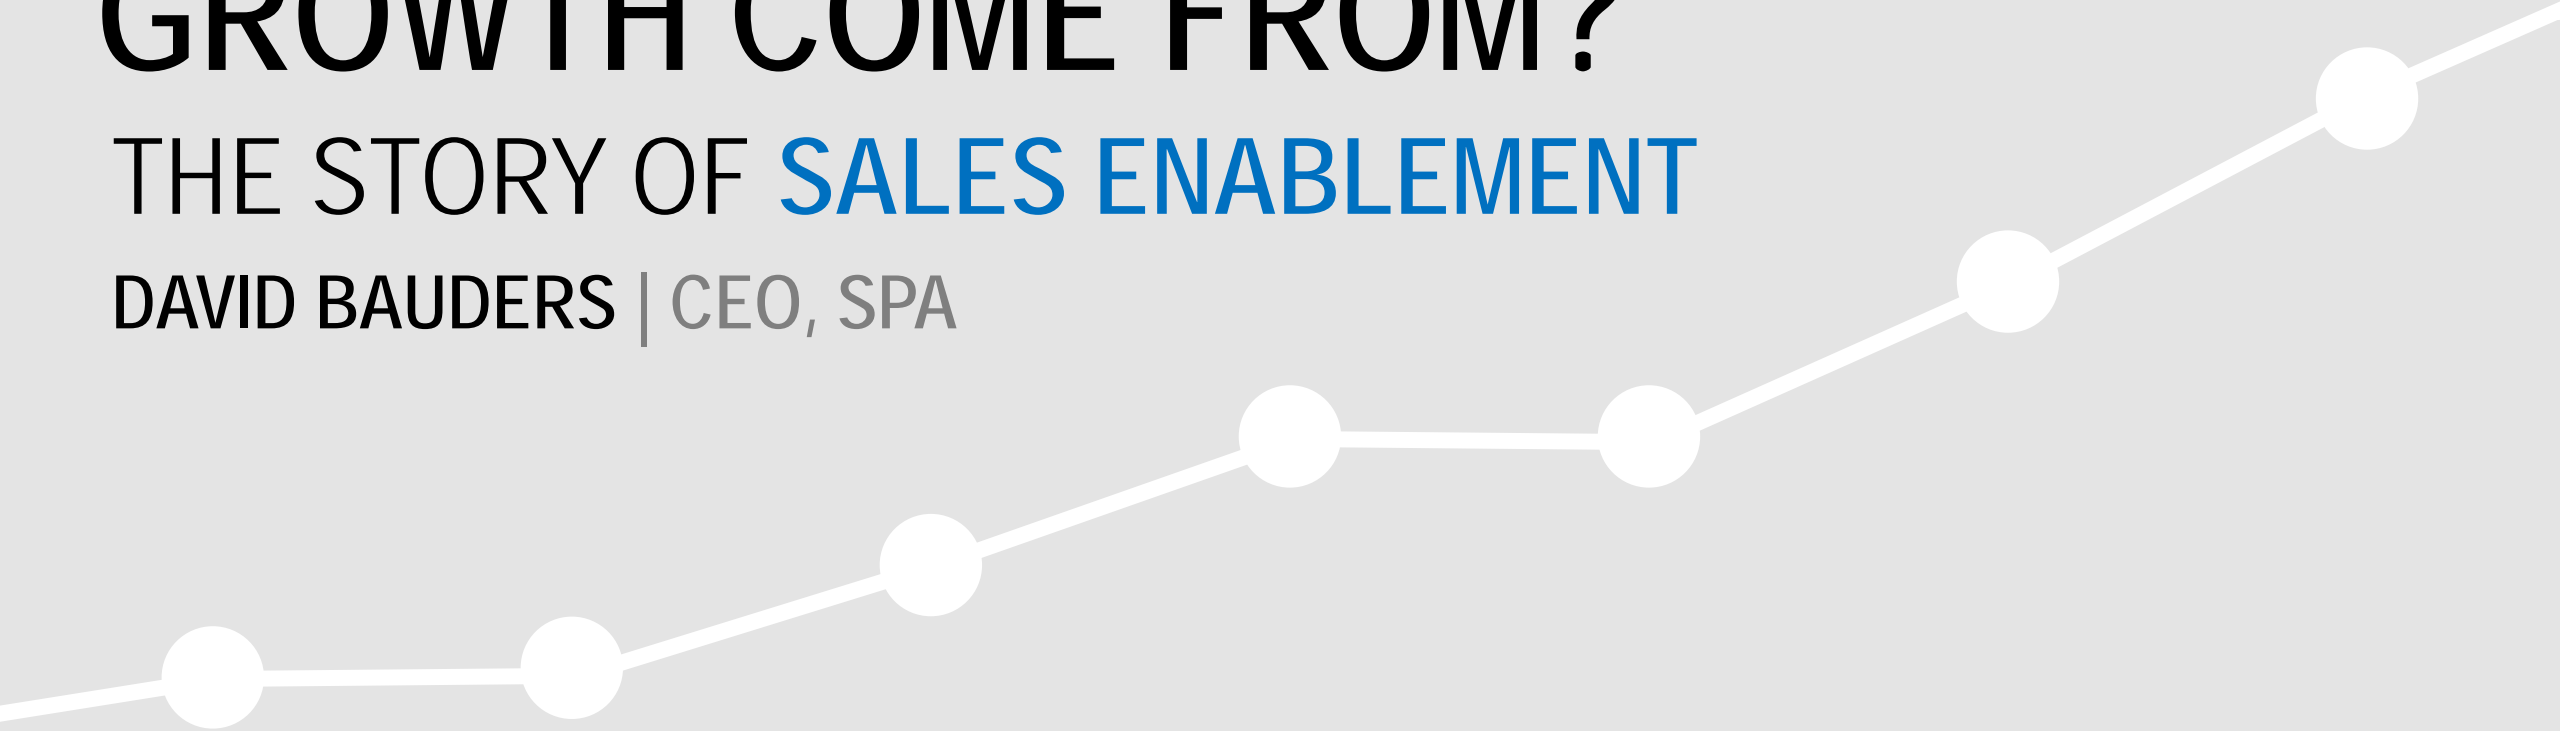 GROWTH COME FROM?
THE STORY OF SALES ENABLEMENT
DAVID BAUDERS | CEO, SPA